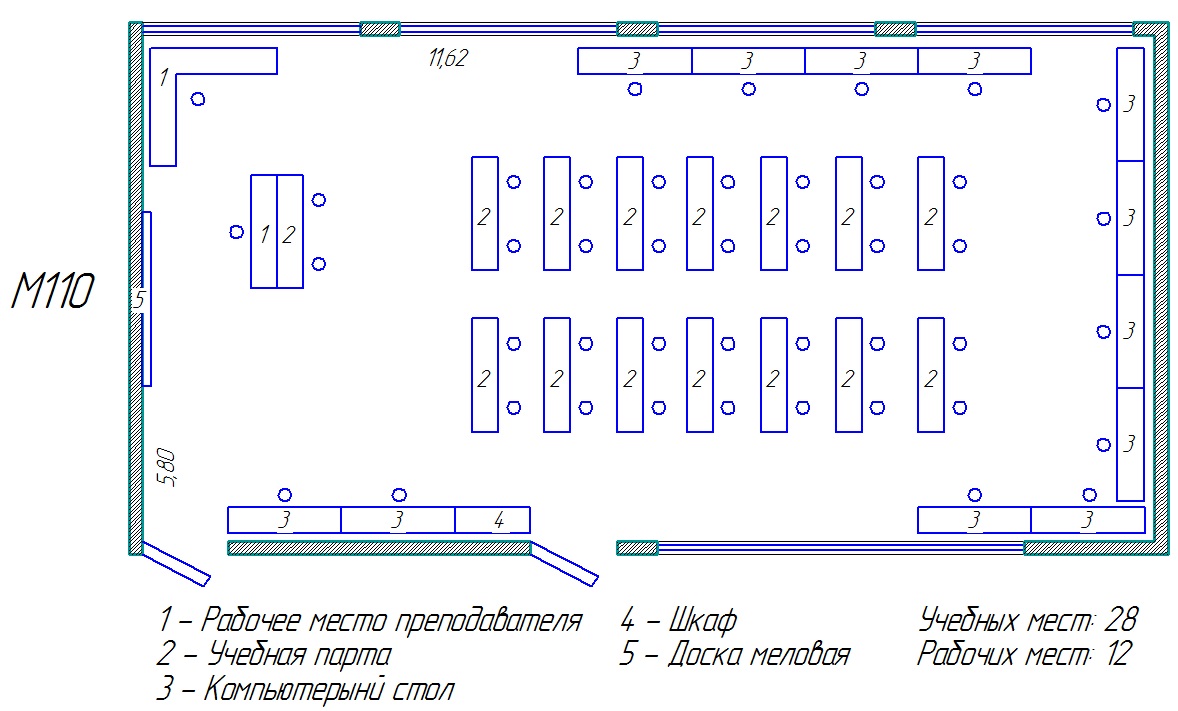 11,62
1
3 3 3 3
3
2 2 2 2 2 2 2
3
1 2
М110
5
3
2 2 2 2 2 2 2
3
5,80
3 3 4
3 3
1 – Рабочее место преподавателя
2 – Учебная парта
3 – Компьютерынй стол
4 – Шкаф
5 – Доска меловая
Учебных мест: 28
Рабочих мест: 12